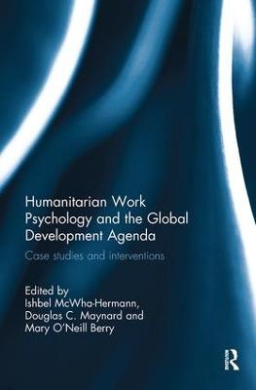 Humanitarian Work
Psychology and the Global
Development Agenda
Case studies and interventions
Edited by
Ishbel McWha-Hermann,
Douglas C. Maynard and
Mary O'Neill Berry
R